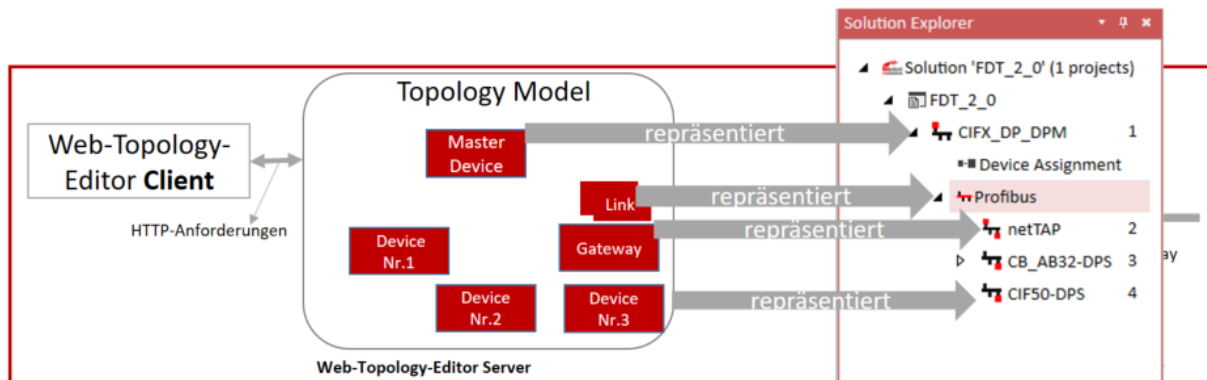 Web-Topology-
Editor Client
HTTP-Anforderungen
Topology Model
Master
Device
Link
Gateway
Device
Nr.1
Device
Nr.2
Device
Nr.3
Web-Topology-Editor Server
repräsentiert
repräsentiert
repräsentiert
repräsentiert
Solution Explorer
Solution 'FDT_2_0' (1 projects)
FDT_2_0
CIFX_DP_DPM 1
Device Assignment
Profibus
netTAP 2
CB_AB32-DPS 3
CIF50-DPS 4
ay